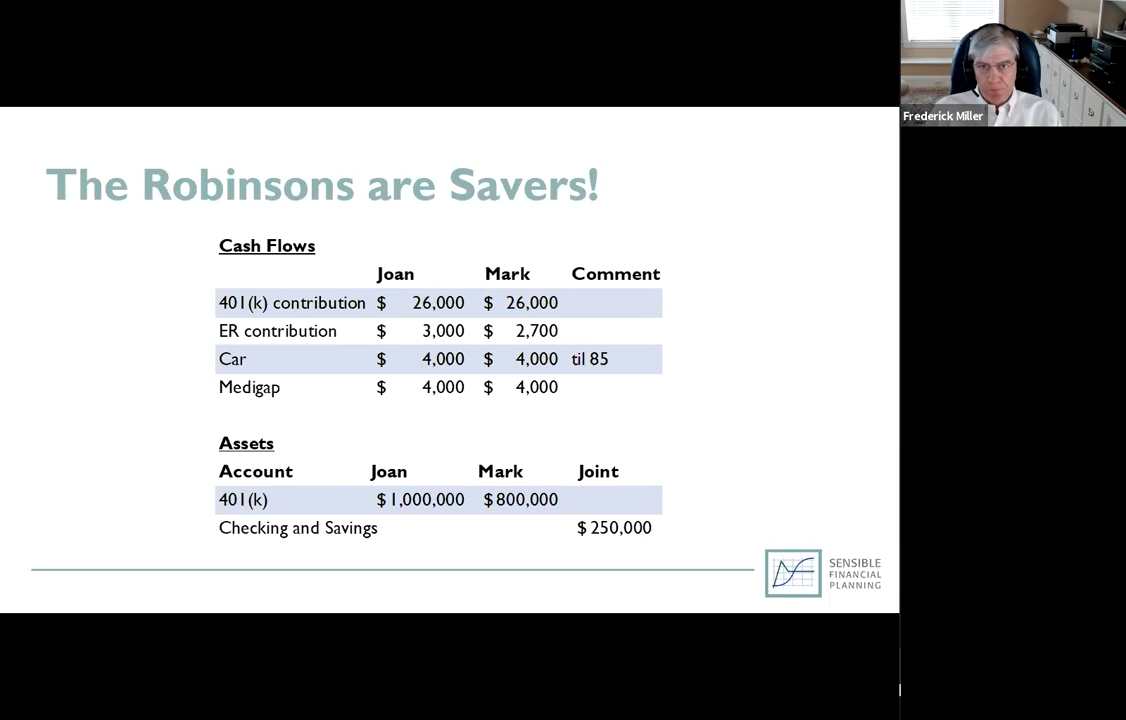 Frederick Miller
The Robinsons are Savers!
Cash Flows
Joan Mark Comment
401(k) contribution $ 26,000 $ 26,000
ER contribution $ 3,000 $ 2,700
Car $ 4,000 $ 4,000 til 85
Medigap $ 4,000 $ 4,000
Assets
Account Joan Mark Joint
401(k) $1,000,000 $800,000
Checking and Savings $250,000
SENSIBLE
FINANCIAL
PLANNING